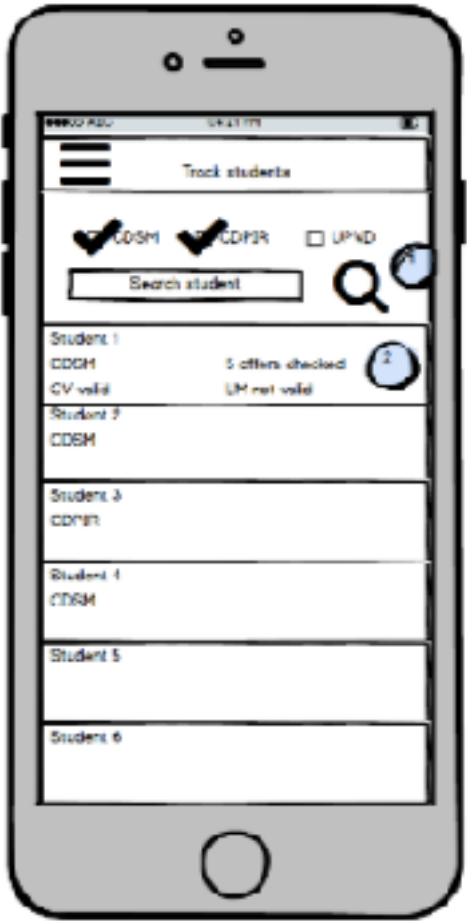 Track students
CDSM CDPIR UPVD
Search student
Student 1
CDSM 5 offers checked 2
CV valid LM not valid
Student 2
CDSM
Student 3
CDPIR
Student 4
CDSM
Student 5
Student 6